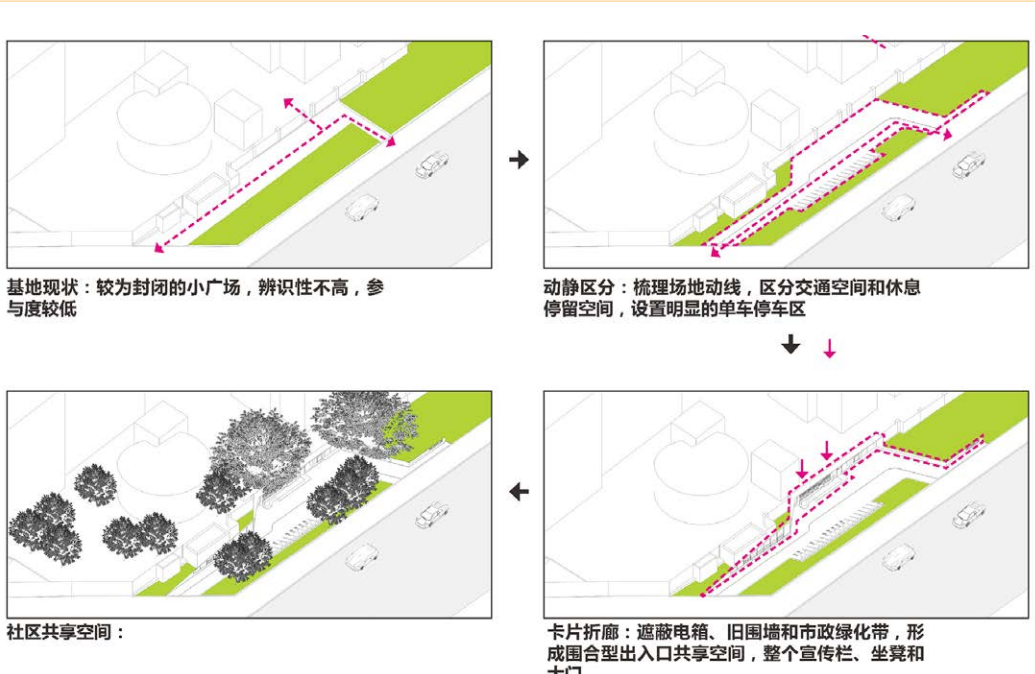 基地现状：较为封闭的小广场，辨识性不高，参
与度较低
动静区分：梳理场地动线，区分交通空间和休息
停留空间，设置明显的单车停车区
社区共享空间：
卡片折廊：遮蔽电箱、旧围墙和市政绿化带，形
成围合型出入口共享空间，整个宣传栏、坐凳和